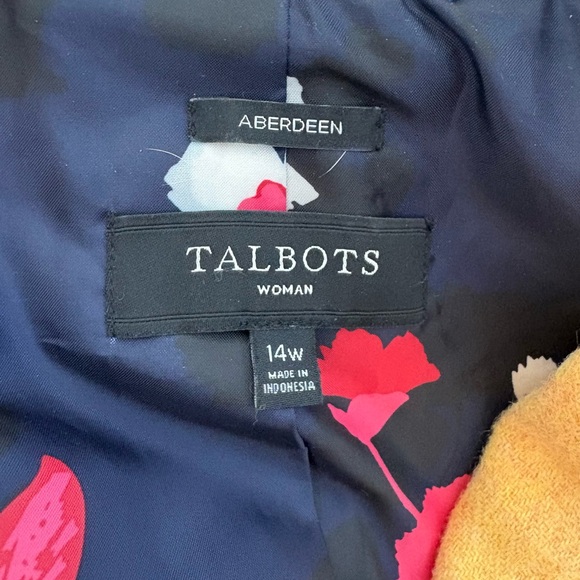 ABERDEEN
TALBOTS
WOMAN
14W
MADE IN
INDONESIA